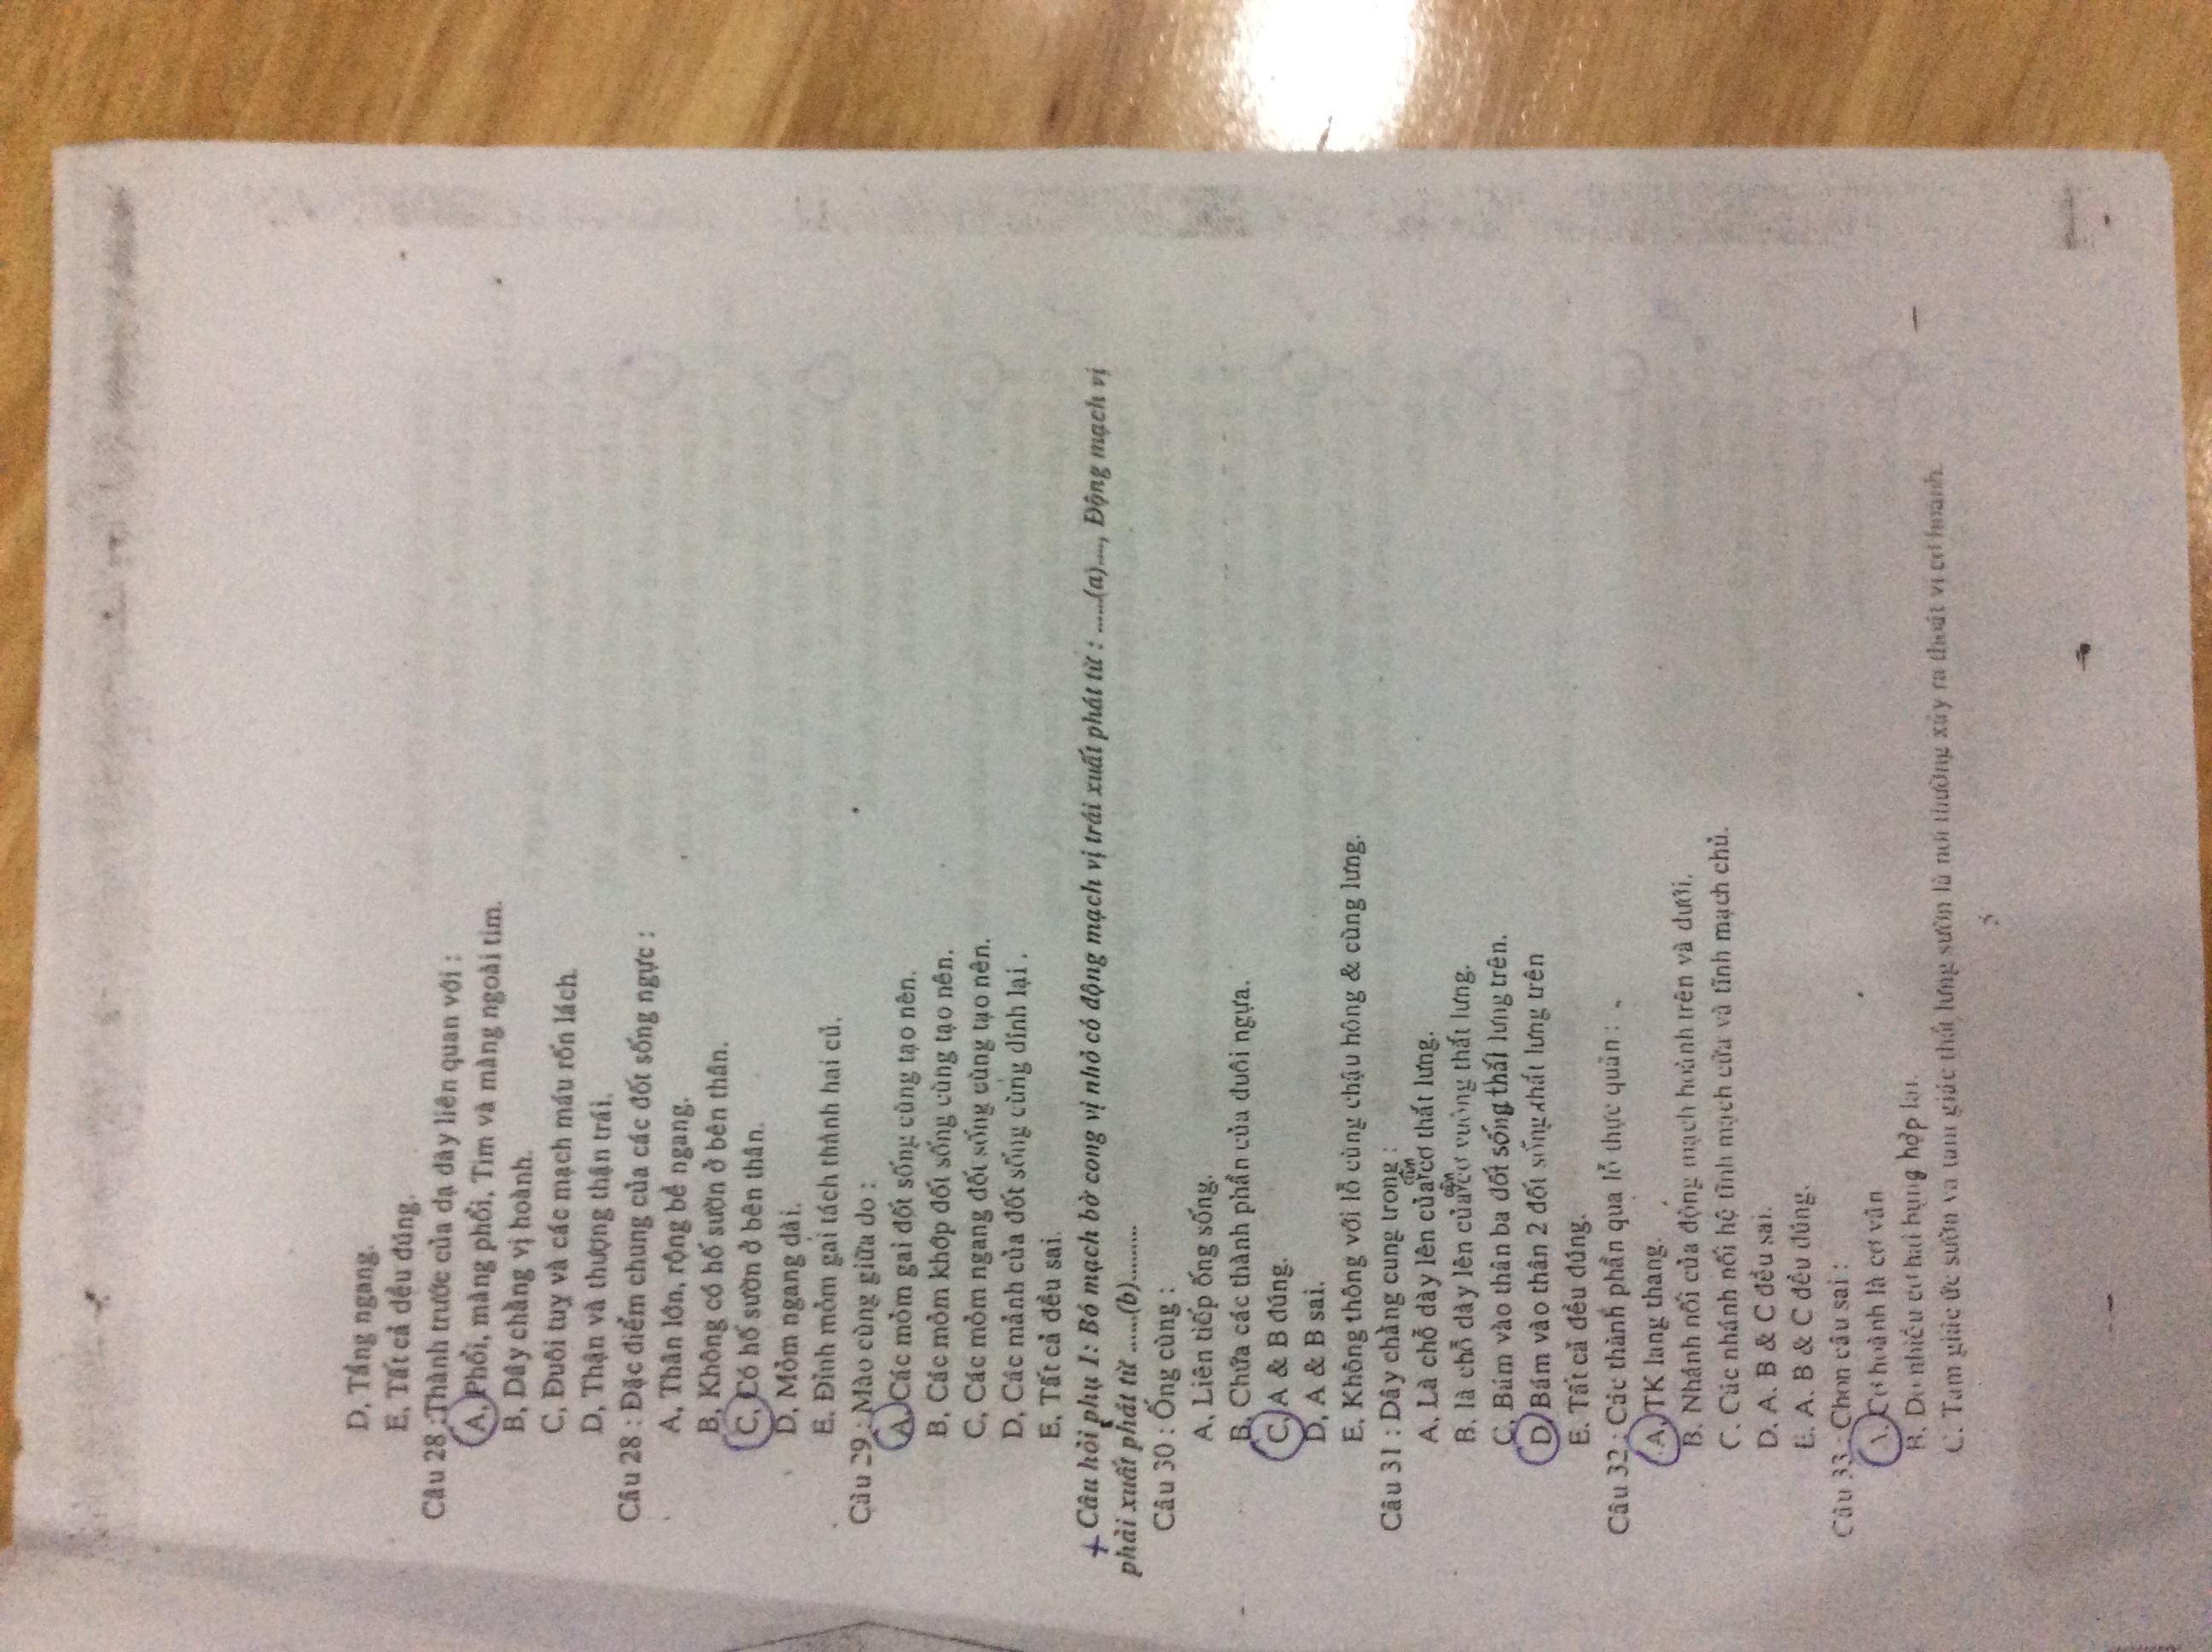 D, Tầng ngang.
E, Tất cả đều đúng.
Câu 28 :Thành trước của dạ dày liên quan với :
A, Phổi, màng phổi, Tim và màng ngoài tim.
B, Dây chằng vị hoành.
C, Đuôi tuỵ và các mạch máu rốn lách.
D, Thận và thượng thận trái.
Câu 28 : Đặc điểm chung của các đốt sống ngực :
A, Thân lớn, rộng bề ngang.
B, Không có hố sườn ở bên thân.
C, Có hố sườn ở bên thân.
D, Mỏm ngang dài.
E. Đỉnh mỏm gai tách thành hai củ.
Câu 29 : Mào cùng giữa do :
A, Các mỏm gai đốt sống cùng tạo nên.
B, Các mỏm khớp đốt sống cùng tạo nên.
C, Các mỏm ngang đốt sống cùng tạo nên.
D, Các mảnh của đốt sống cùng dính lại .
E, Tất cả đều sai.
+ Câu hỏi phụ 1: Bó mạch bờ cong vị nhỏ có động mạch vị trái xuất phát từ : .....(a)...., Động mạch vị
phải xuất phát từ ......(b).........
Câu 30 : Ống cùng :
A, Liên tiếp ống sống.
B, Chứa các thành phần của đuôi ngựa.
C, A & B đúng.
D, A & B sai.
E, Không thông với lỗ cùng chậu hông & cùng lưng.
Câu 31 : Dây chằng cung trong :
A, Là chỗ dày lên của cân cơ thắt lưng.
B, là chỗ dày lên của cân cơ vuông thắt lưng.
C, Bám vào thân ba đốt sống thắt lưng trên.
D, Bám vào thân 2 đốt sống thắt lưng trên
E. Tất cả đều đúng.
Câu 32 : Các thành phần qua lỗ thực quản :
A, TK lang thang.
B. Nhánh nối của động mạch hoành trên và dưới.
C. Các nhánh nối hệ tĩnh mạch cửa và tĩnh mạch chủ.
D. A. B & C đều sai.
E. A. B & C đều đúng.
Câu 33 : Chọn câu sai :
A. Cơ hoành là cơ vân
B. Do nhiều cơ hai bụng hợp lại.
C. Tam giác ức sườn và tam giác thắt lưng sườn là nơi thường xảy ra thoát vị cơ hoành.
5